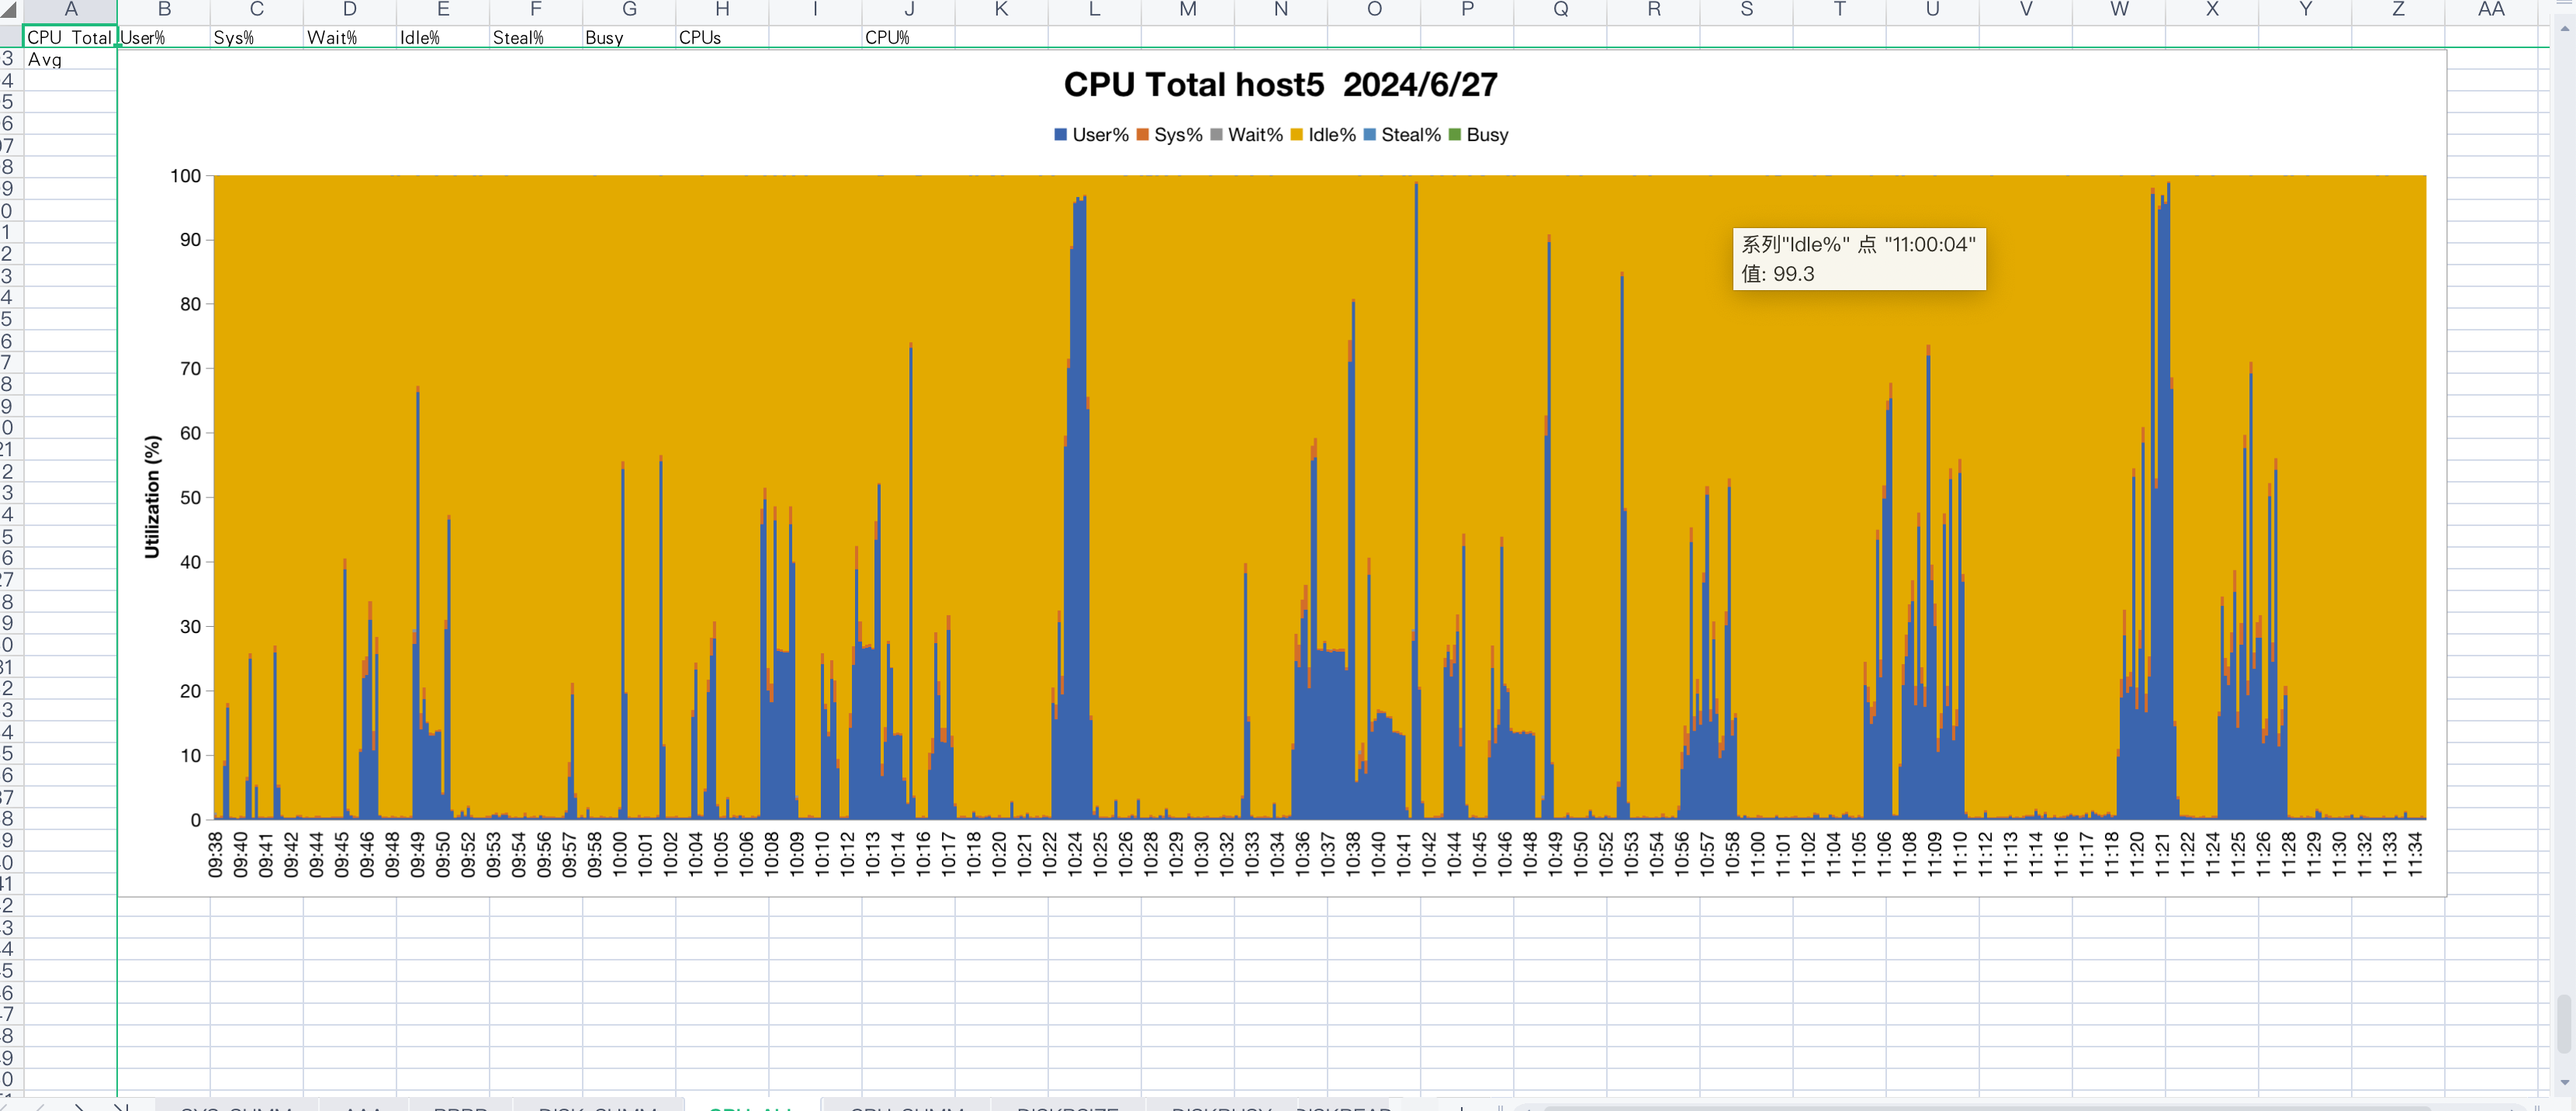 A B C D E F G H I J K L M N O P Q R S T U V W X Y Z AA
CPU Total User% Sys% Wait% Idle% Steal% Busy CPUs CPU%
Avg
CPU Total host5 2024/6/27
User% Sys% Wait% Idle% Steal% Busy
系列"Idle%" 点 "11:00:04"
值: 99.3
Utilization (%)
100
90
80
70
60
50
40
30
20
10
0
09:38 09:40 09:41 09:42 09:44 09:45 09:46 09:48 09:49 09:50 09:52 09:53 09:54 09:56 09:57 09:58 10:00 10:01 10:02 10:04 10:05 10:06 10:08 10:09 10:10 10:12 10:13 10:14 10:16 10:17 10:18 10:20 10:21 10:22 10:24 10:25 10:26 10:28 10:29 10:30 10:32 10:33 10:34 10:36 10:37 10:38 10:40 10:41 10:42 10:44 10:45 10:46 10:48 10:49 10:50 10:52 10:53 10:54 10:56 10:57 10:58 11:00 11:01 11:02 11:04 11:05 11:06 11:08 11:09 11:10 11:12 11:13 11:14 11:16 11:17 11:18 11:20 11:21 11:22 11:24 11:25 11:26 11:28 11:29 11:30 11:32 11:33 11:34